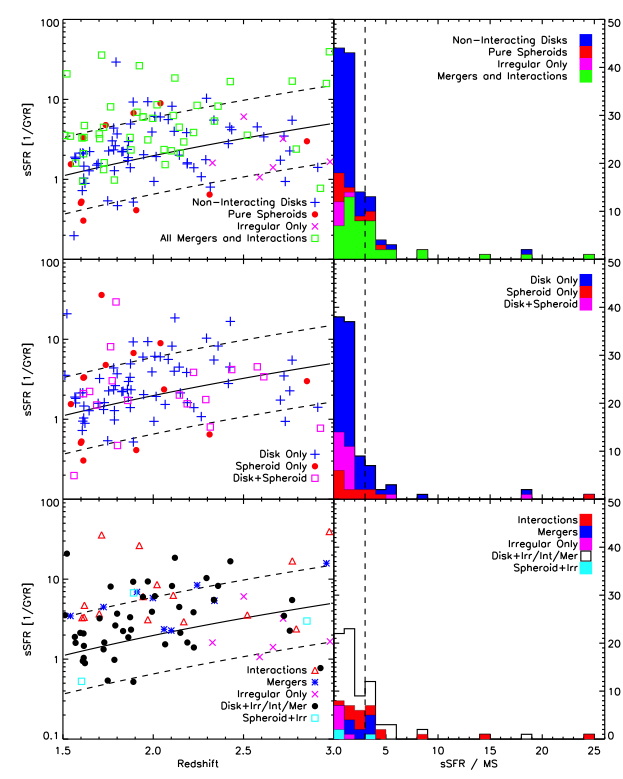 100
10
1
sSFR [1/GYR]
Non-Interacting Disks
Pure Spheroids
Irregular Only
All Mergers and Interactions
Non-Interacting Disks
Pure Spheroids
Irregular Only
Mergers and Interactions
50
40
30
20
10
100
10
1
sSFR [1/GYR]
Disk Only
Spheroid Only
Disk+Spheroid
Disk Only
Spheroid Only
Disk+Spheroid
50
40
30
20
10
100
10
1
0.1
sSFR [1/GYR]
Interactions
Mergers
Irregular Only
Disk+Irr/Int/Mer
Spheroid+Irr
Interactions
Mergers
Irregular Only
Disk+Irr/Int/Mer
Spheroid+Irr
50
40
30
20
10
0
1.5 2.0 2.5 3.0
Redshift
5 10 15 20 25
sSFR / MS